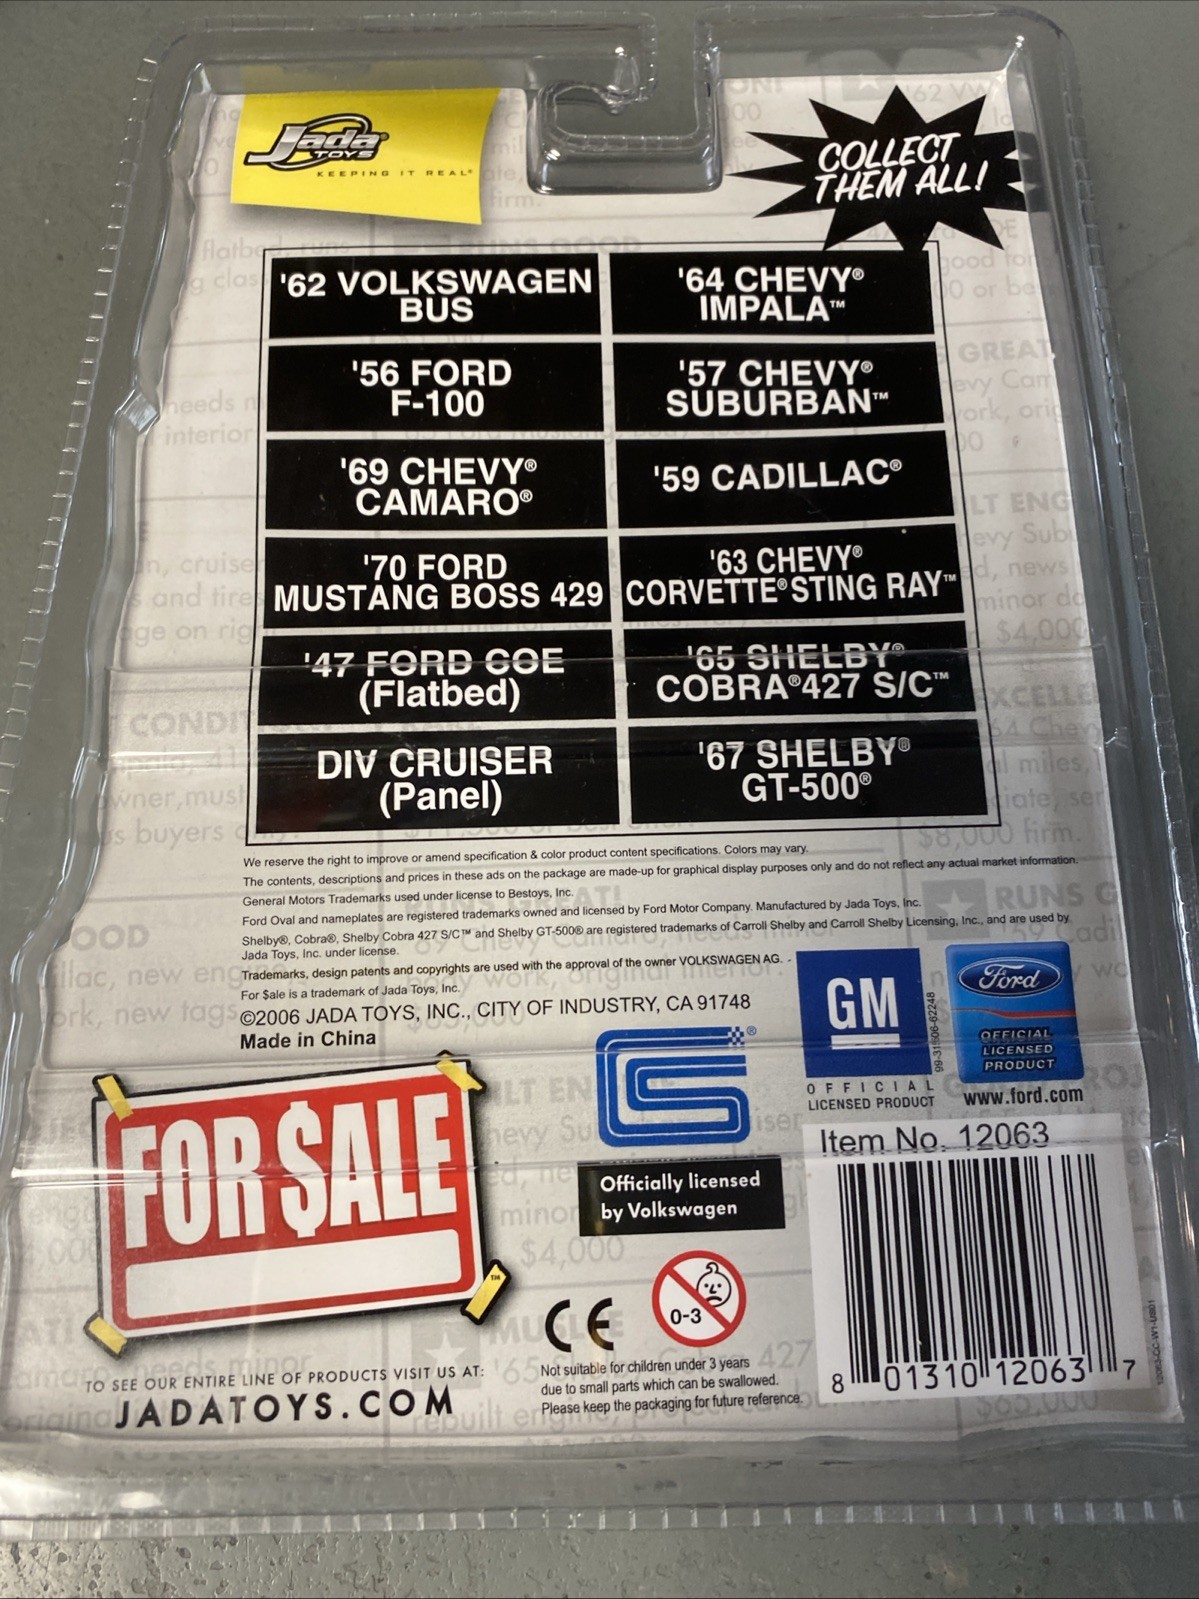 Jada®
TOYS
KEEPING IT REAL®
COLLECT
THEM ALL!
'62 VOLKSWAGEN
BUS
'64 CHEVY®
IMPALA™
'56 FORD
F-100
'57 CHEVY®
SUBURBAN™
'69 CHEVY®
CAMARO®
'59 CADILLAC®
'70 FORD
MUSTANG BOSS 429
'63 CHEVY®
CORVETTE® STING RAY™
'47 FORD COE
(Flatbed)
'65 SHELBY®
COBRA® 427 S/C™
DIV CRUISER
(Panel)
'67 SHELBY®
GT-500®
We reserve the right to improve or amend specification & color product content specifications. Colors may vary.
The contents, descriptions and prices in these ads on the package are made-up for graphical display purposes only and do not reflect any actual market information.
General Motors Trademarks used under license to Bestoys, Inc.
Ford Oval and nameplates are registered trademarks owned and licensed by Ford Motor Company. Manufactured by Jada Toys, Inc.
Shelby®, Cobra®, Shelby Cobra 427 S/C™ and Shelby GT-500® are registered trademarks of Carroll Shelby and Carroll Shelby Licensing, Inc., and are used by
Jada Toys, Inc. under license.
Trademarks, design patents and copyrights are used with the approval of the owner VOLKSWAGEN AG.
For $ale is a trademark of Jada Toys, Inc.
©2006 JADA TOYS, INC., CITY OF INDUSTRY, CA 91748
Made in China
GM
OFFICIAL
LICENSED PRODUCT
Ford
OFFICIAL
LICENSED
PRODUCT
www.ford.com
FOR $ALE
™
®
Officially licensed
by Volkswagen
Item No. 12063
0-3
CE
Not suitable for children under 3 years
due to small parts which can be swallowed.
Please keep the packaging for future reference.
8 01310 12063 7
TO SEE OUR ENTIRE LINE OF PRODUCTS VISIT US AT:
JADATOYS.COM